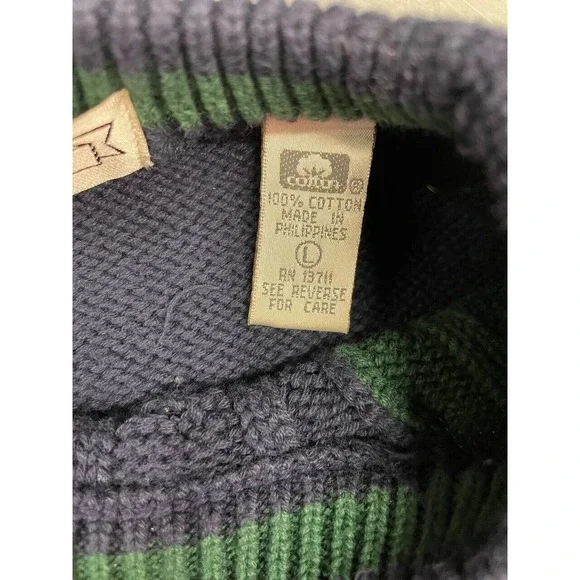 cotton ®
100% COTTON
MADE IN
PHILIPPINES
L
RN 13711
SEE REVERSE
FOR CARE